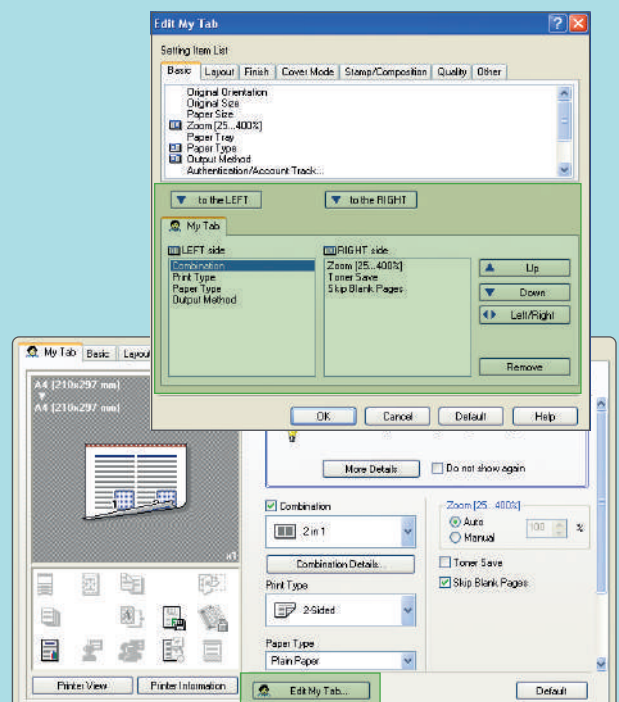 Edit My Tab
Setting Item List
Basic Layout Finish Cover Mode Stamp/Composition Quality Other
Original Orientation
Original Size
Paper Size
Zoom [25...400%]
Paper Tray
Paper Type
Output Method
Authentication/Account Track...
to the LEFT to the RIGHT
My Tab
LEFT side RIGHT side
Combination
Print Type
Paper Type
Output Method
Zoom [25...400%]
Toner Save
Skip Blank Pages
Up
Down
Left/Right
Remove
OK Cancel Default Help
My Tab Basic
A4 (210x297 mm)
A4 (210x297 mm)
x1
More Details Do not show again
Combination
2 in 1
Combination Details...
Print Type
2-Sided
Paper Type
Plain Paper
Zoom [25...400%]
Auto
Manual
100 %
Toner Save
Skip Blank Pages
Printer View Printer Information Edit My Tab... Default